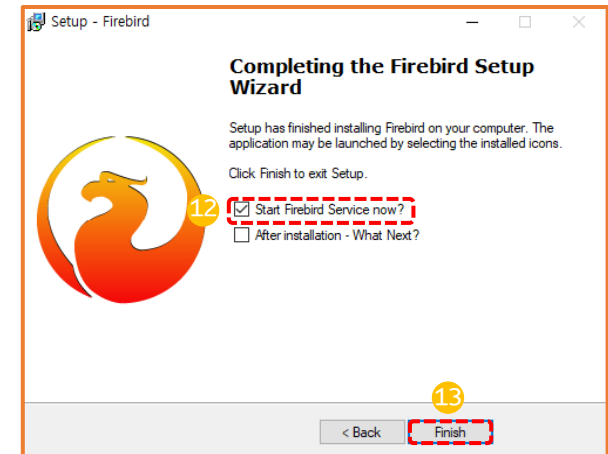 Setup - Firebird
Completing the Firebird Setup
Wizard
Setup has finished installing Firebird on your computer. The
application may be launched by selecting the installed icons.
Click Finish to exit Setup.
12
Start Firebird Service now?
After installation - What Next?
13
< Back
Finish